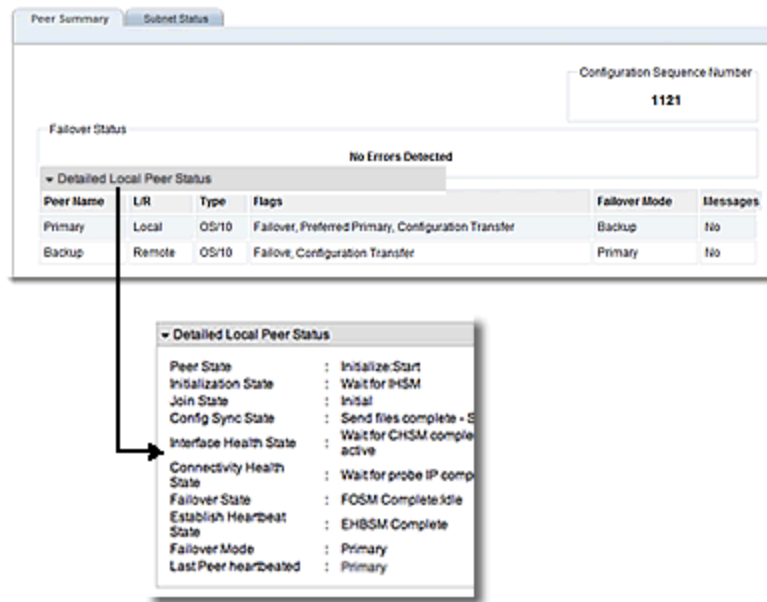 Peer Summary Subnet Status
Configuration Sequence Number
1121
Failover Status
No Errors Detected
Detailed Local Peer Status
Peer Name L/R Type Flags Failover Mode Messages
Primary Local OS/10 Failover, Preferred Primary, Configuration Transfer Backup No
Backup Remote OS/10 Failove, Configuration Transfer Primary No
Detailed Local Peer Status
Peer State : Initialize:Start
Initialization State : Wait for IHSM
Join State : Initial
Config Sync State : Send files complete - S
Interface Health State : Wait for CHSM comple
active
Connectivity Health
State : Wait for probe IP comp
Failover State : FOSM Complete:Idle
Establish Heartbeat
State : EHBSM Complete
Failover Mode : Primary
Last Peer heartbeated : Primary